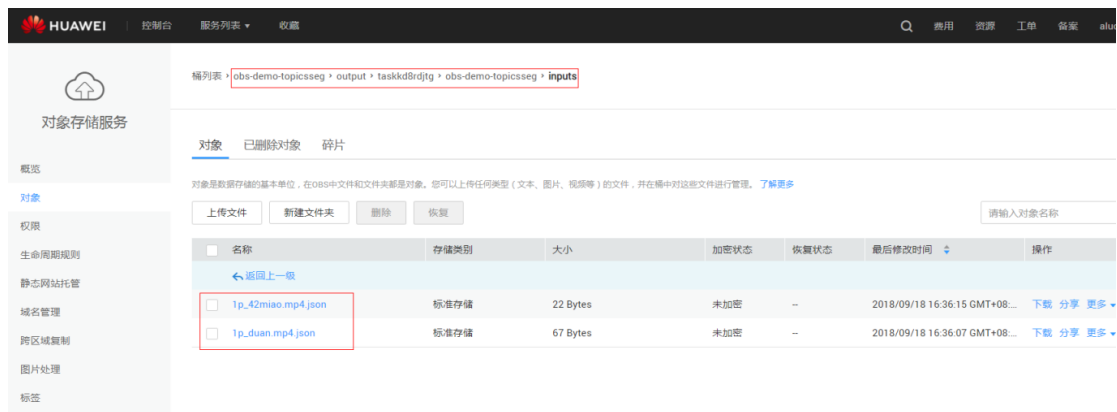 HUAWEI 控制台 服务列表 收藏 费用 资源 工单 备案
对象存储服务
概览
对象
权限
生命周期规则
静态网站托管
域名管理
跨区域复制
图片处理
标签
桶列表 › obs-demo-topicsseg › output › taskkd8rdjtg › obs-demo-topicsseg › inputs
对象 已删除对象 碎片
对象是数据存储的基本单位，在OBS中文件和文件夹都是对象。您可以上传任何类型（文本、图片、视频等）的文件，并在桶中对这些文件进行管理。 了解更多
上传文件 新建文件夹 删除 恢复 请输入对象名称
名称 存储类别 大小 加密状态 恢复状态 最后修改时间 操作
返回上一级
1p_42miao.mp4.json 标准存储 22 Bytes 未加密 -- 2018/09/18 16:36:15 GMT+08:... 下载 分享 更多
1p_duan.mp4.json 标准存储 67 Bytes 未加密 -- 2018/09/18 16:36:07 GMT+08:... 下载 分享 更多